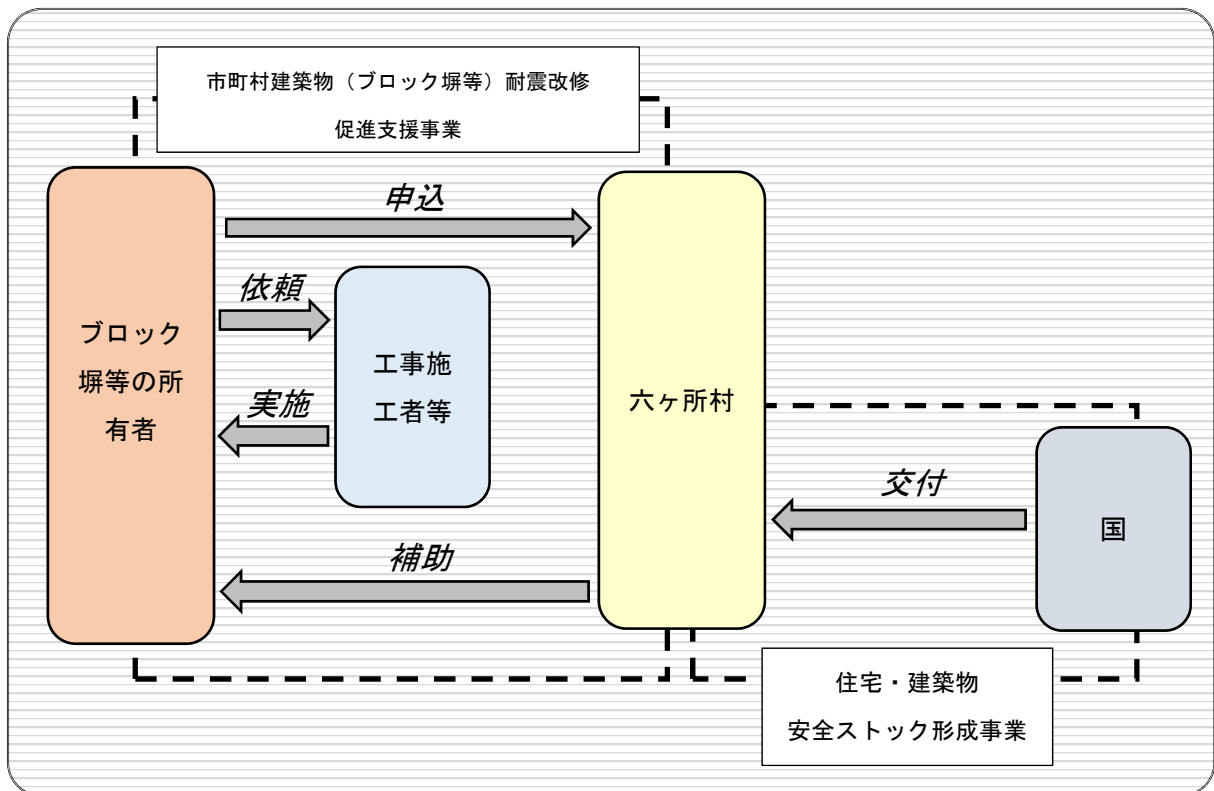 市町村建築物（ブロック塀等）耐震改修
促進支援事業
申込
依頼
実施
補助
ブロック
塀等の所
有者
工事施
工者等
六ヶ所村
交付
国
住宅・建築物
安全ストック形成事業